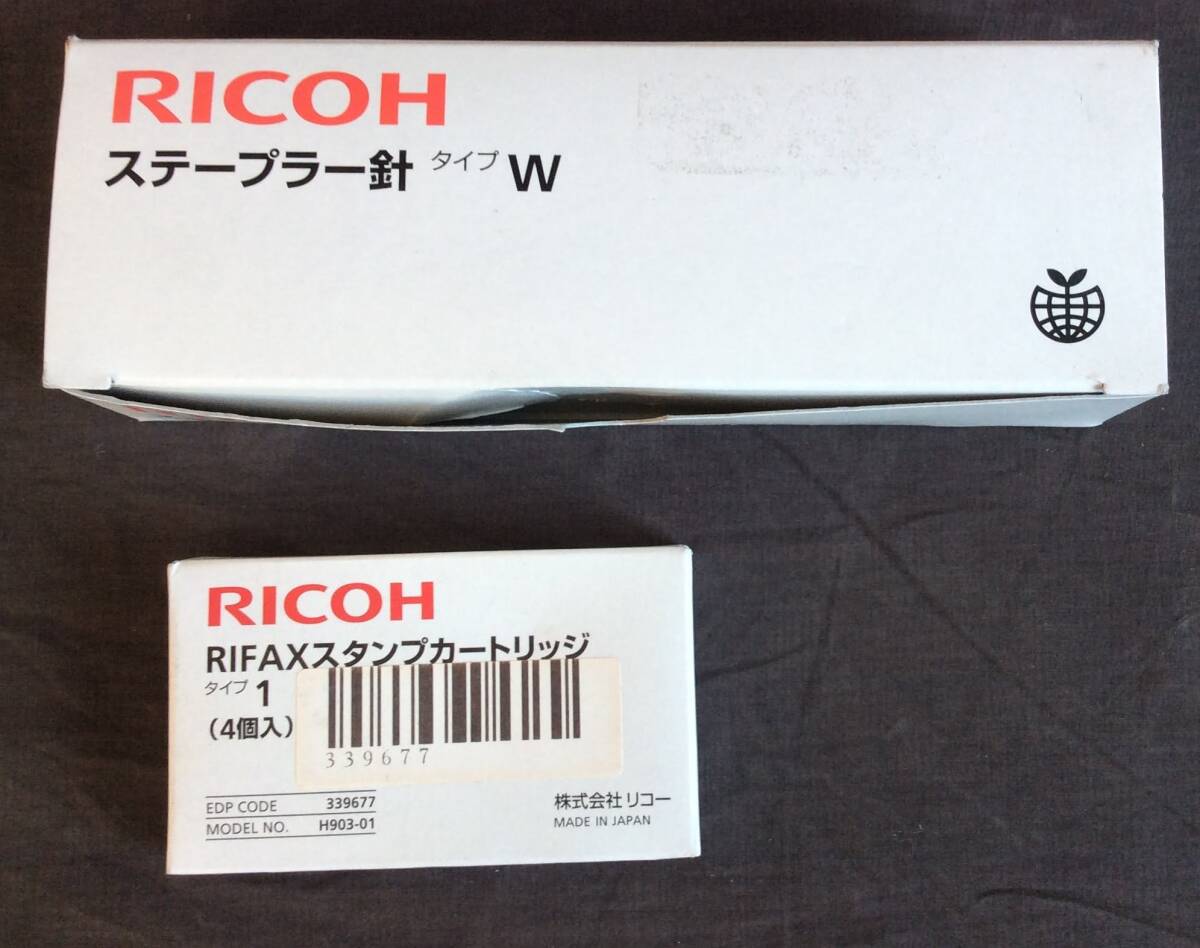 RICOH
ステープラー針 タイプ W
RICOH
RIFAXスタンプカートリッジ
タイプ 1
(4個入)
339677
EDP CODE 339677
MODEL NO. H903-01
株式会社 リコー
MADE IN JAPAN